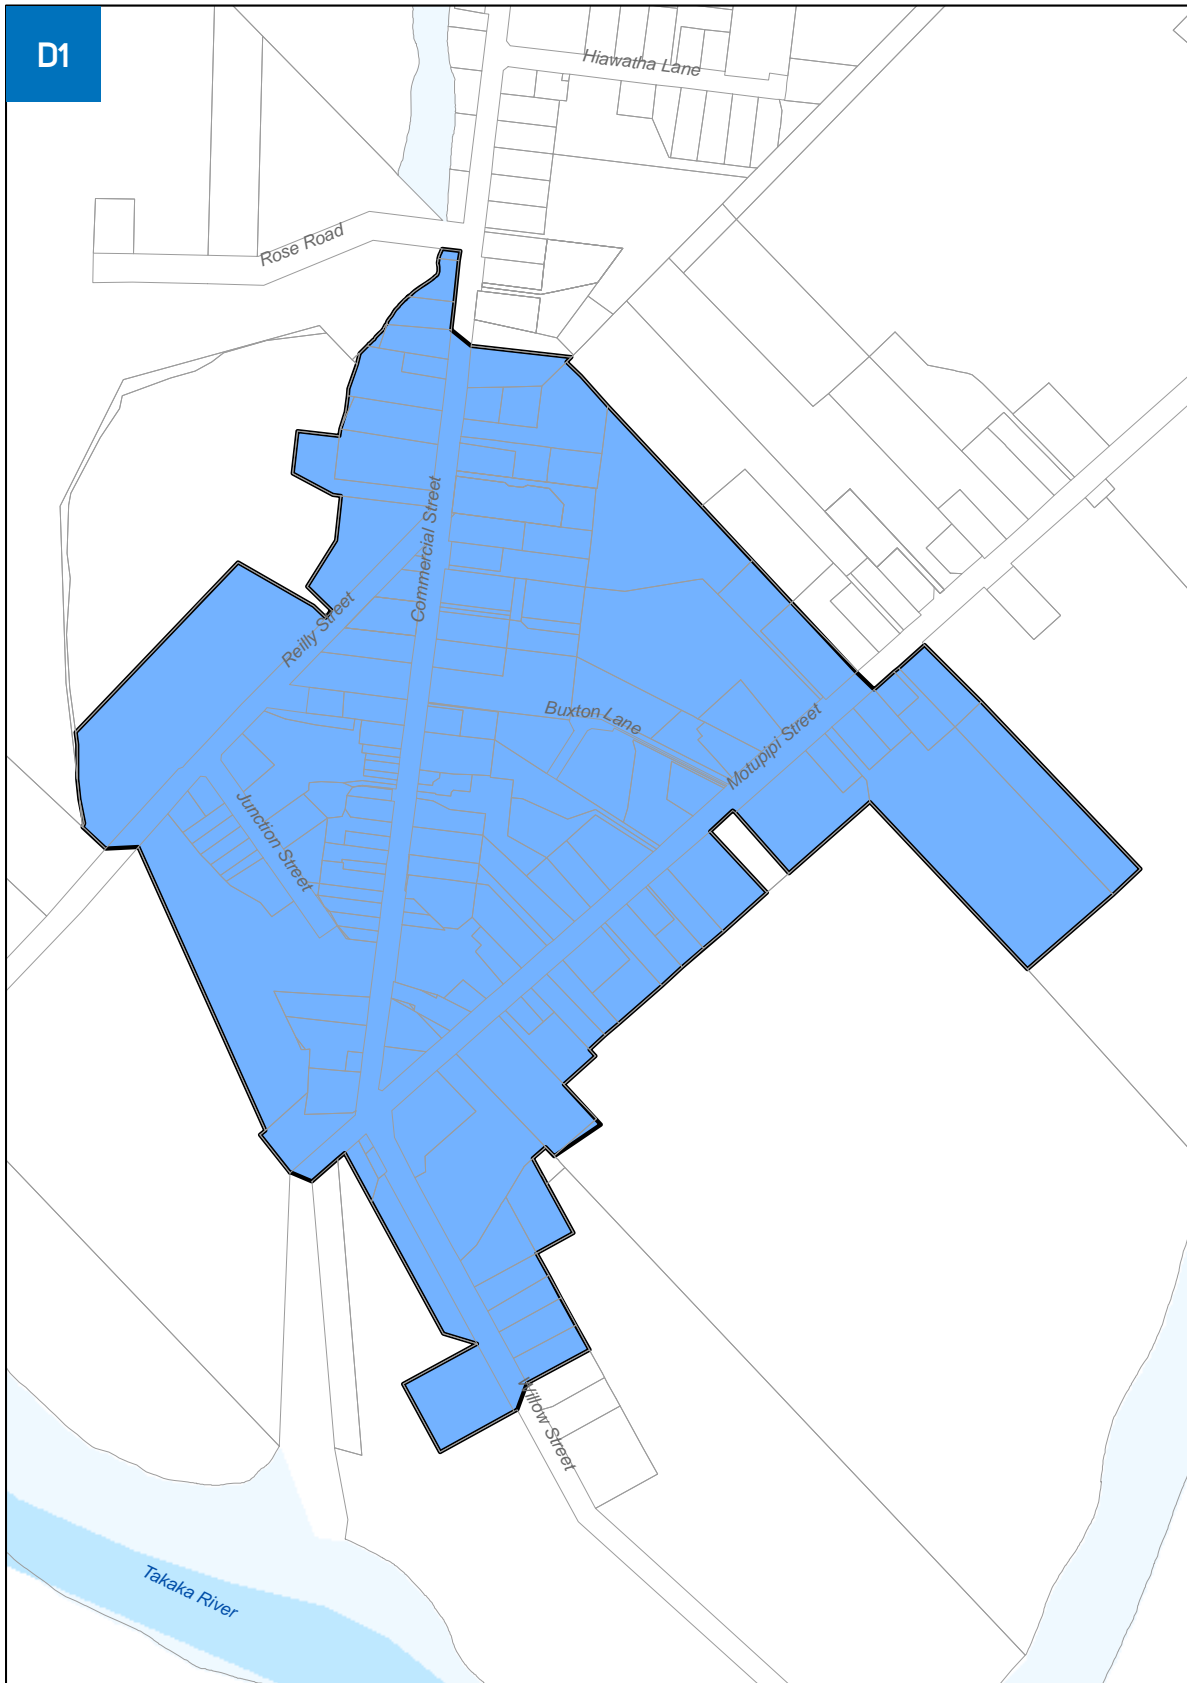 D1
Hiawatha Lane
Rose Road
Commercial Street
Reilly Street
Buxton Lane
Motupipi Street
Junction Street
Willow Street
Takaka River